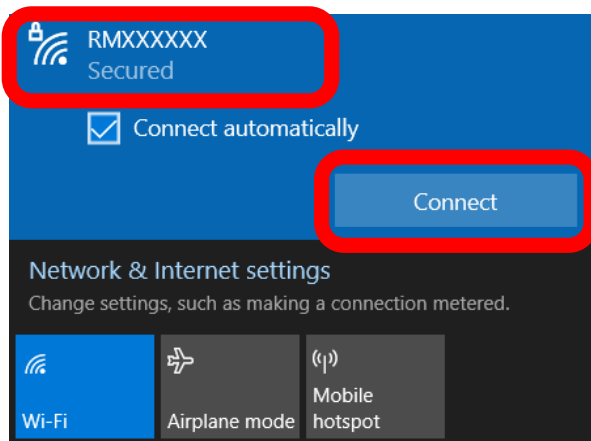 RMXXXXXX
Secured
Connect automatically
Connect
Network & Internet settings
Change settings, such as making a connection metered.
Wi-Fi
Airplane mode
Mobile
hotspot